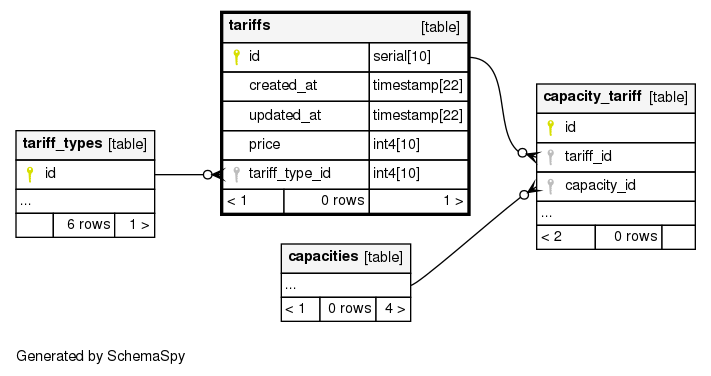 tariffs [table]
id serial[10]
created_at timestamp[22]
updated_at timestamp[22]
price int4[10]
tariff_type_id int4[10]
< 1 0 rows 1 >
tariff_types [table]
id
...
6 rows 1 >
capacity_tariff [table]
id
tariff_id
capacity_id
...
< 2 0 rows
capacities [table]
...
< 1 0 rows 4 >
Generated by SchemaSpy